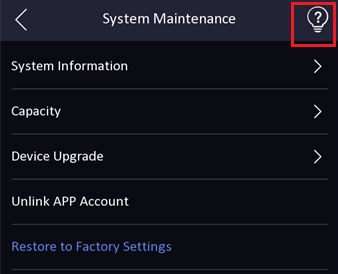 System Maintenance
System Information
Capacity
Device Upgrade
Unlink APP Account
Restore to Factory Settings